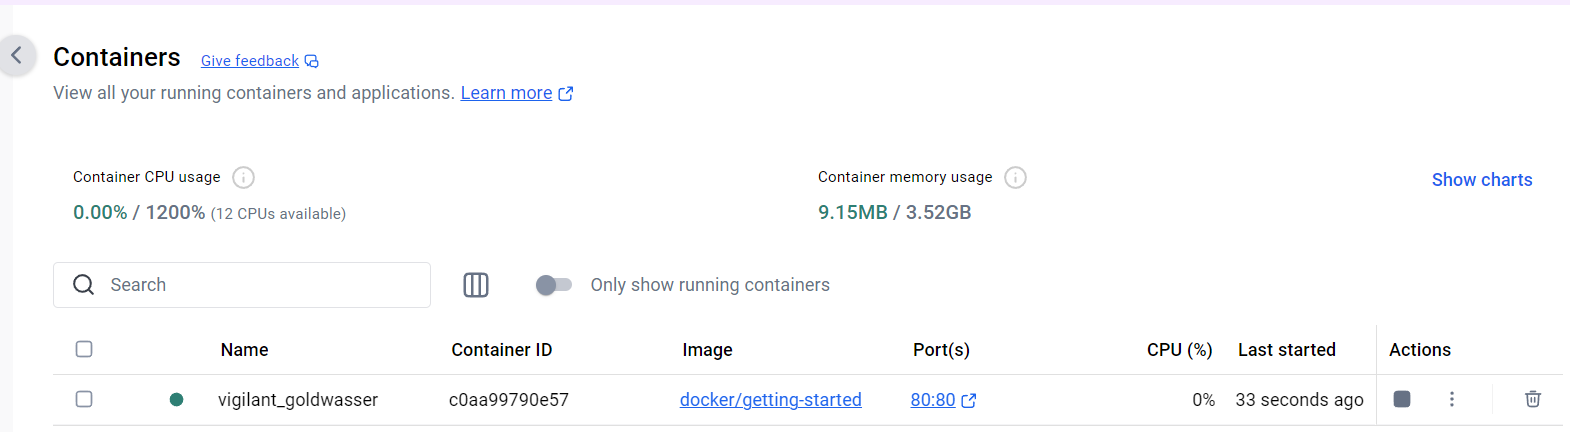 Containers Give feedback
View all your running containers and applications. Learn more
Container CPU usage Container memory usage
Show charts
0.00% / 1200% (12 CPUs available) 9.15MB / 3.52GB
Search Only show running containers
Name Container ID Image Port(s) CPU (%) Last started Actions
vigilant_goldwasser c0aa99790e57 docker/getting-started 80:80 0% 33 seconds ago